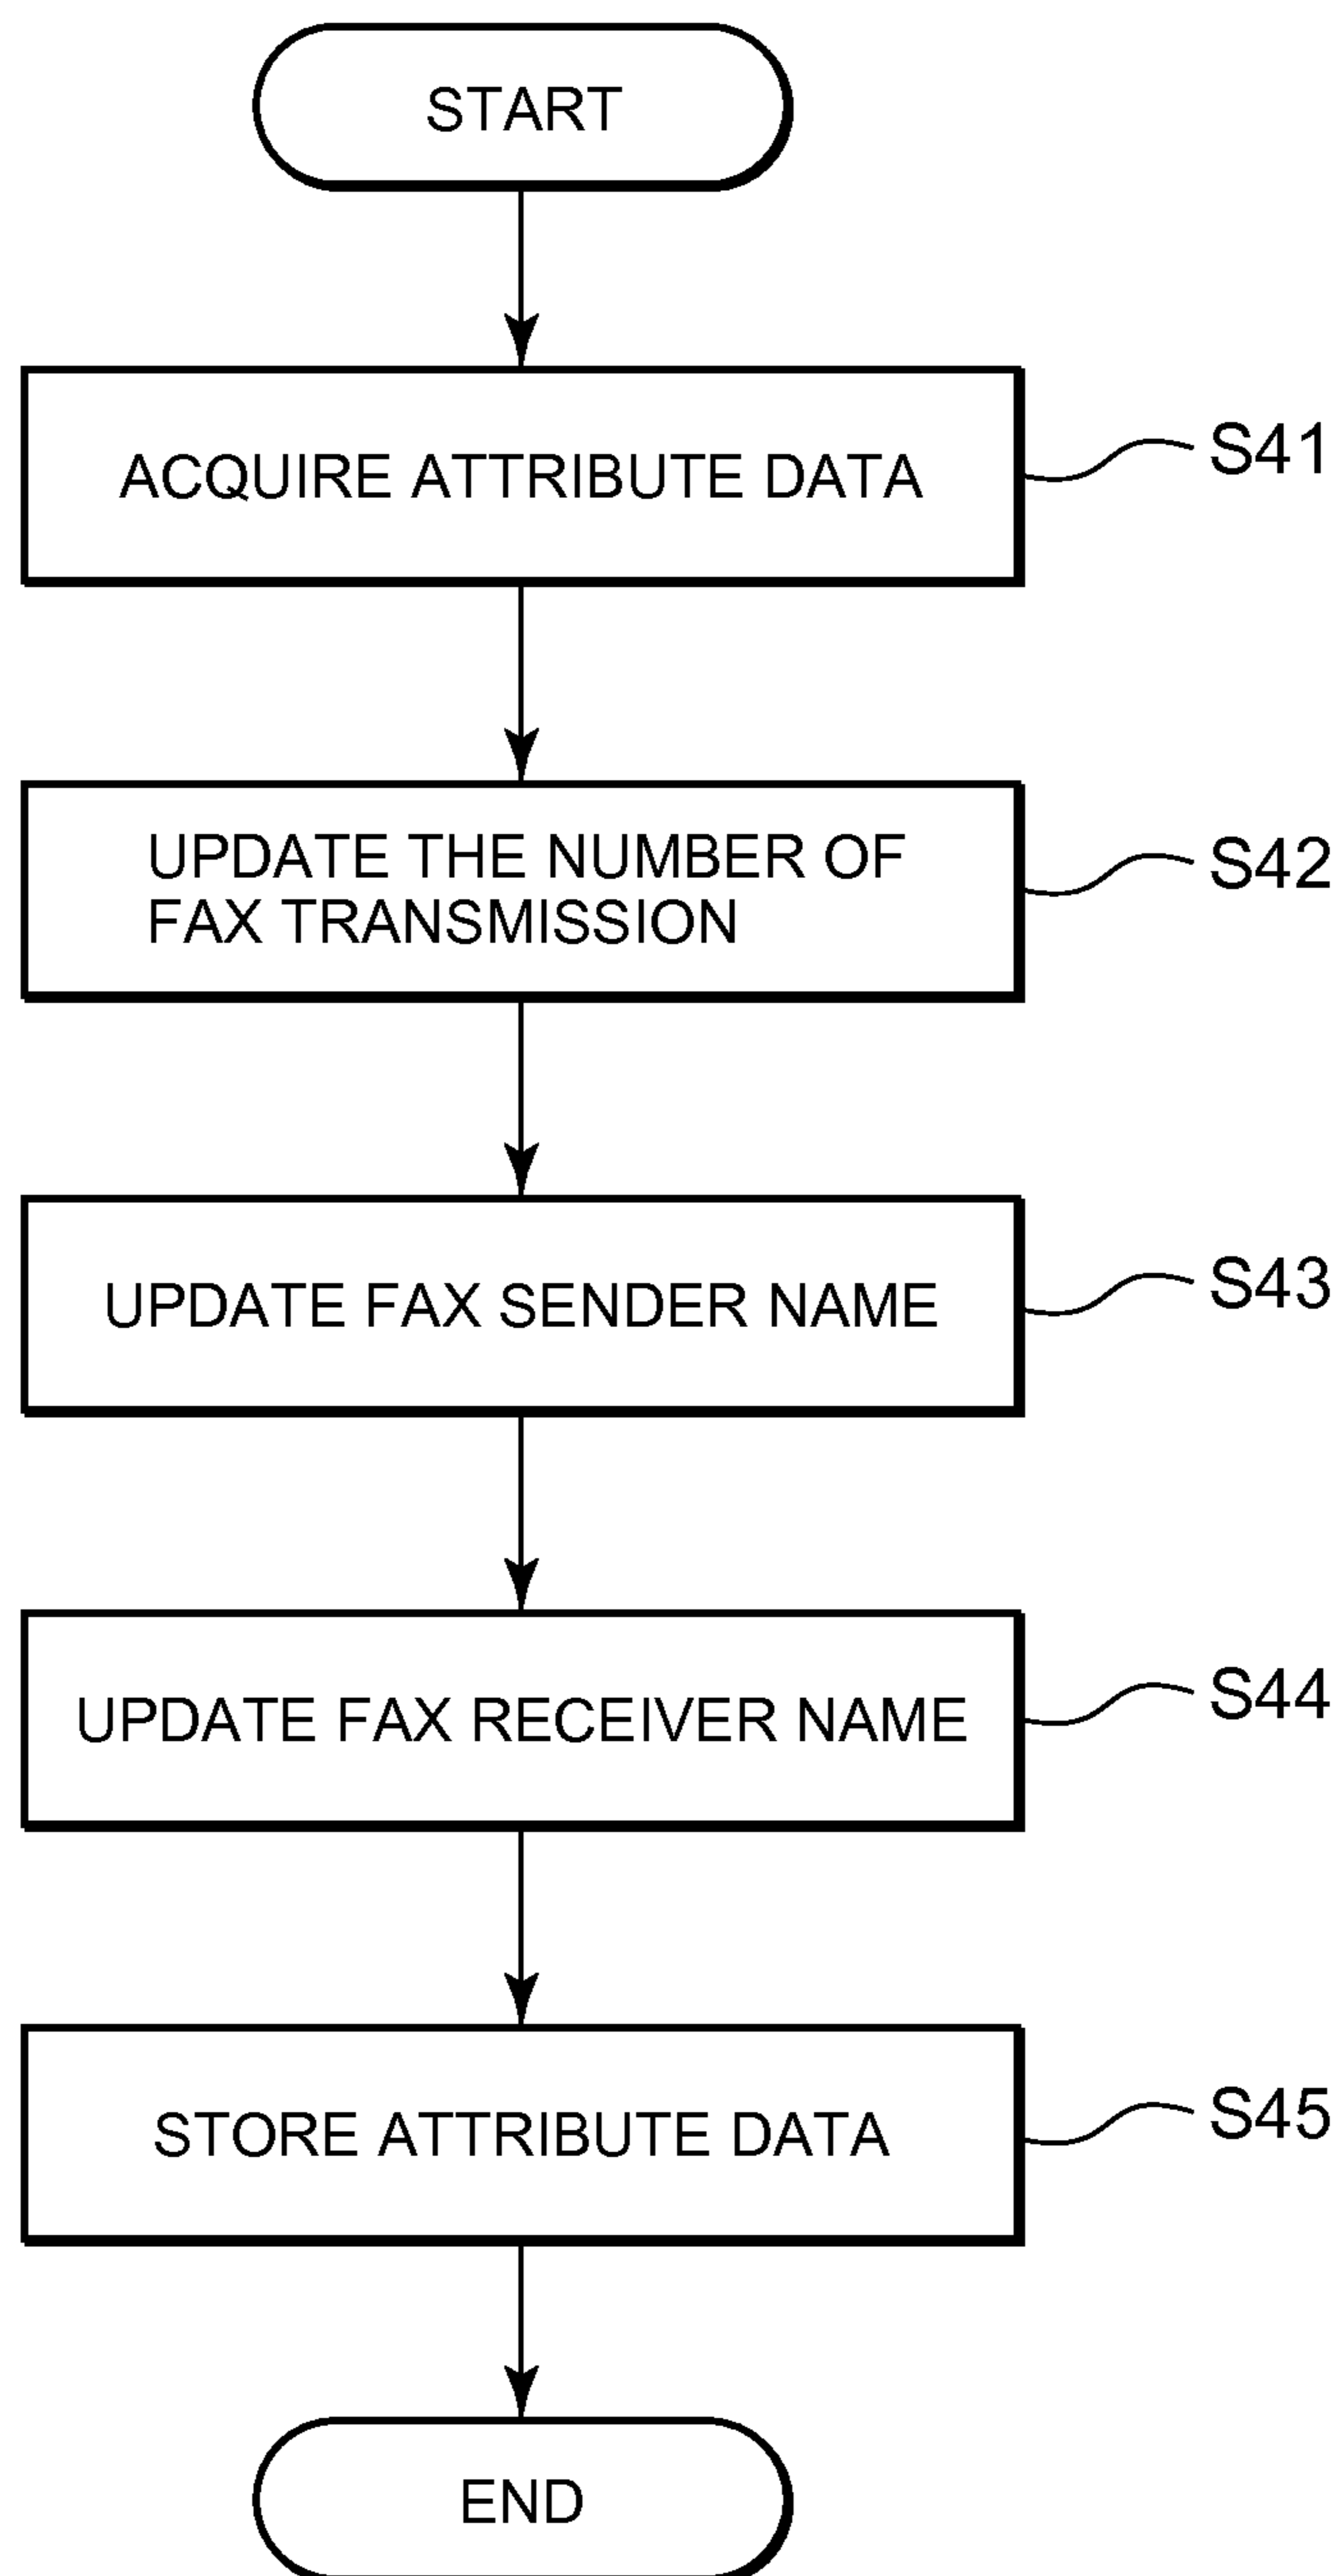 START
ACQUIRE ATTRIBUTE DATA
S41
UPDATE THE NUMBER OF
FAX TRANSMISSION
S42
UPDATE FAX SENDER NAME
S43
UPDATE FAX RECEIVER NAME
S44
STORE ATTRIBUTE DATA
S45
END